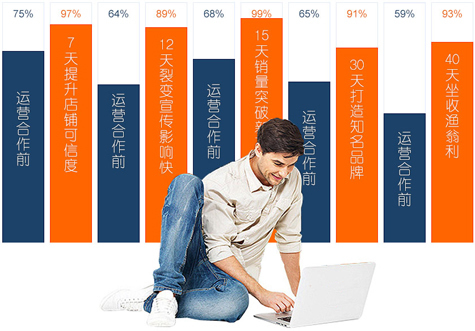 75%
97%
64%
89%
68%
99%
65%
91%
59%
93%
运营合作前
7天提升店铺可信度
运营合作前
12天裂变宣传影响快
运营合作前
15天销量突破
运营合作前
30天打造知名品牌
运营合作前
40天坐收渔翁利